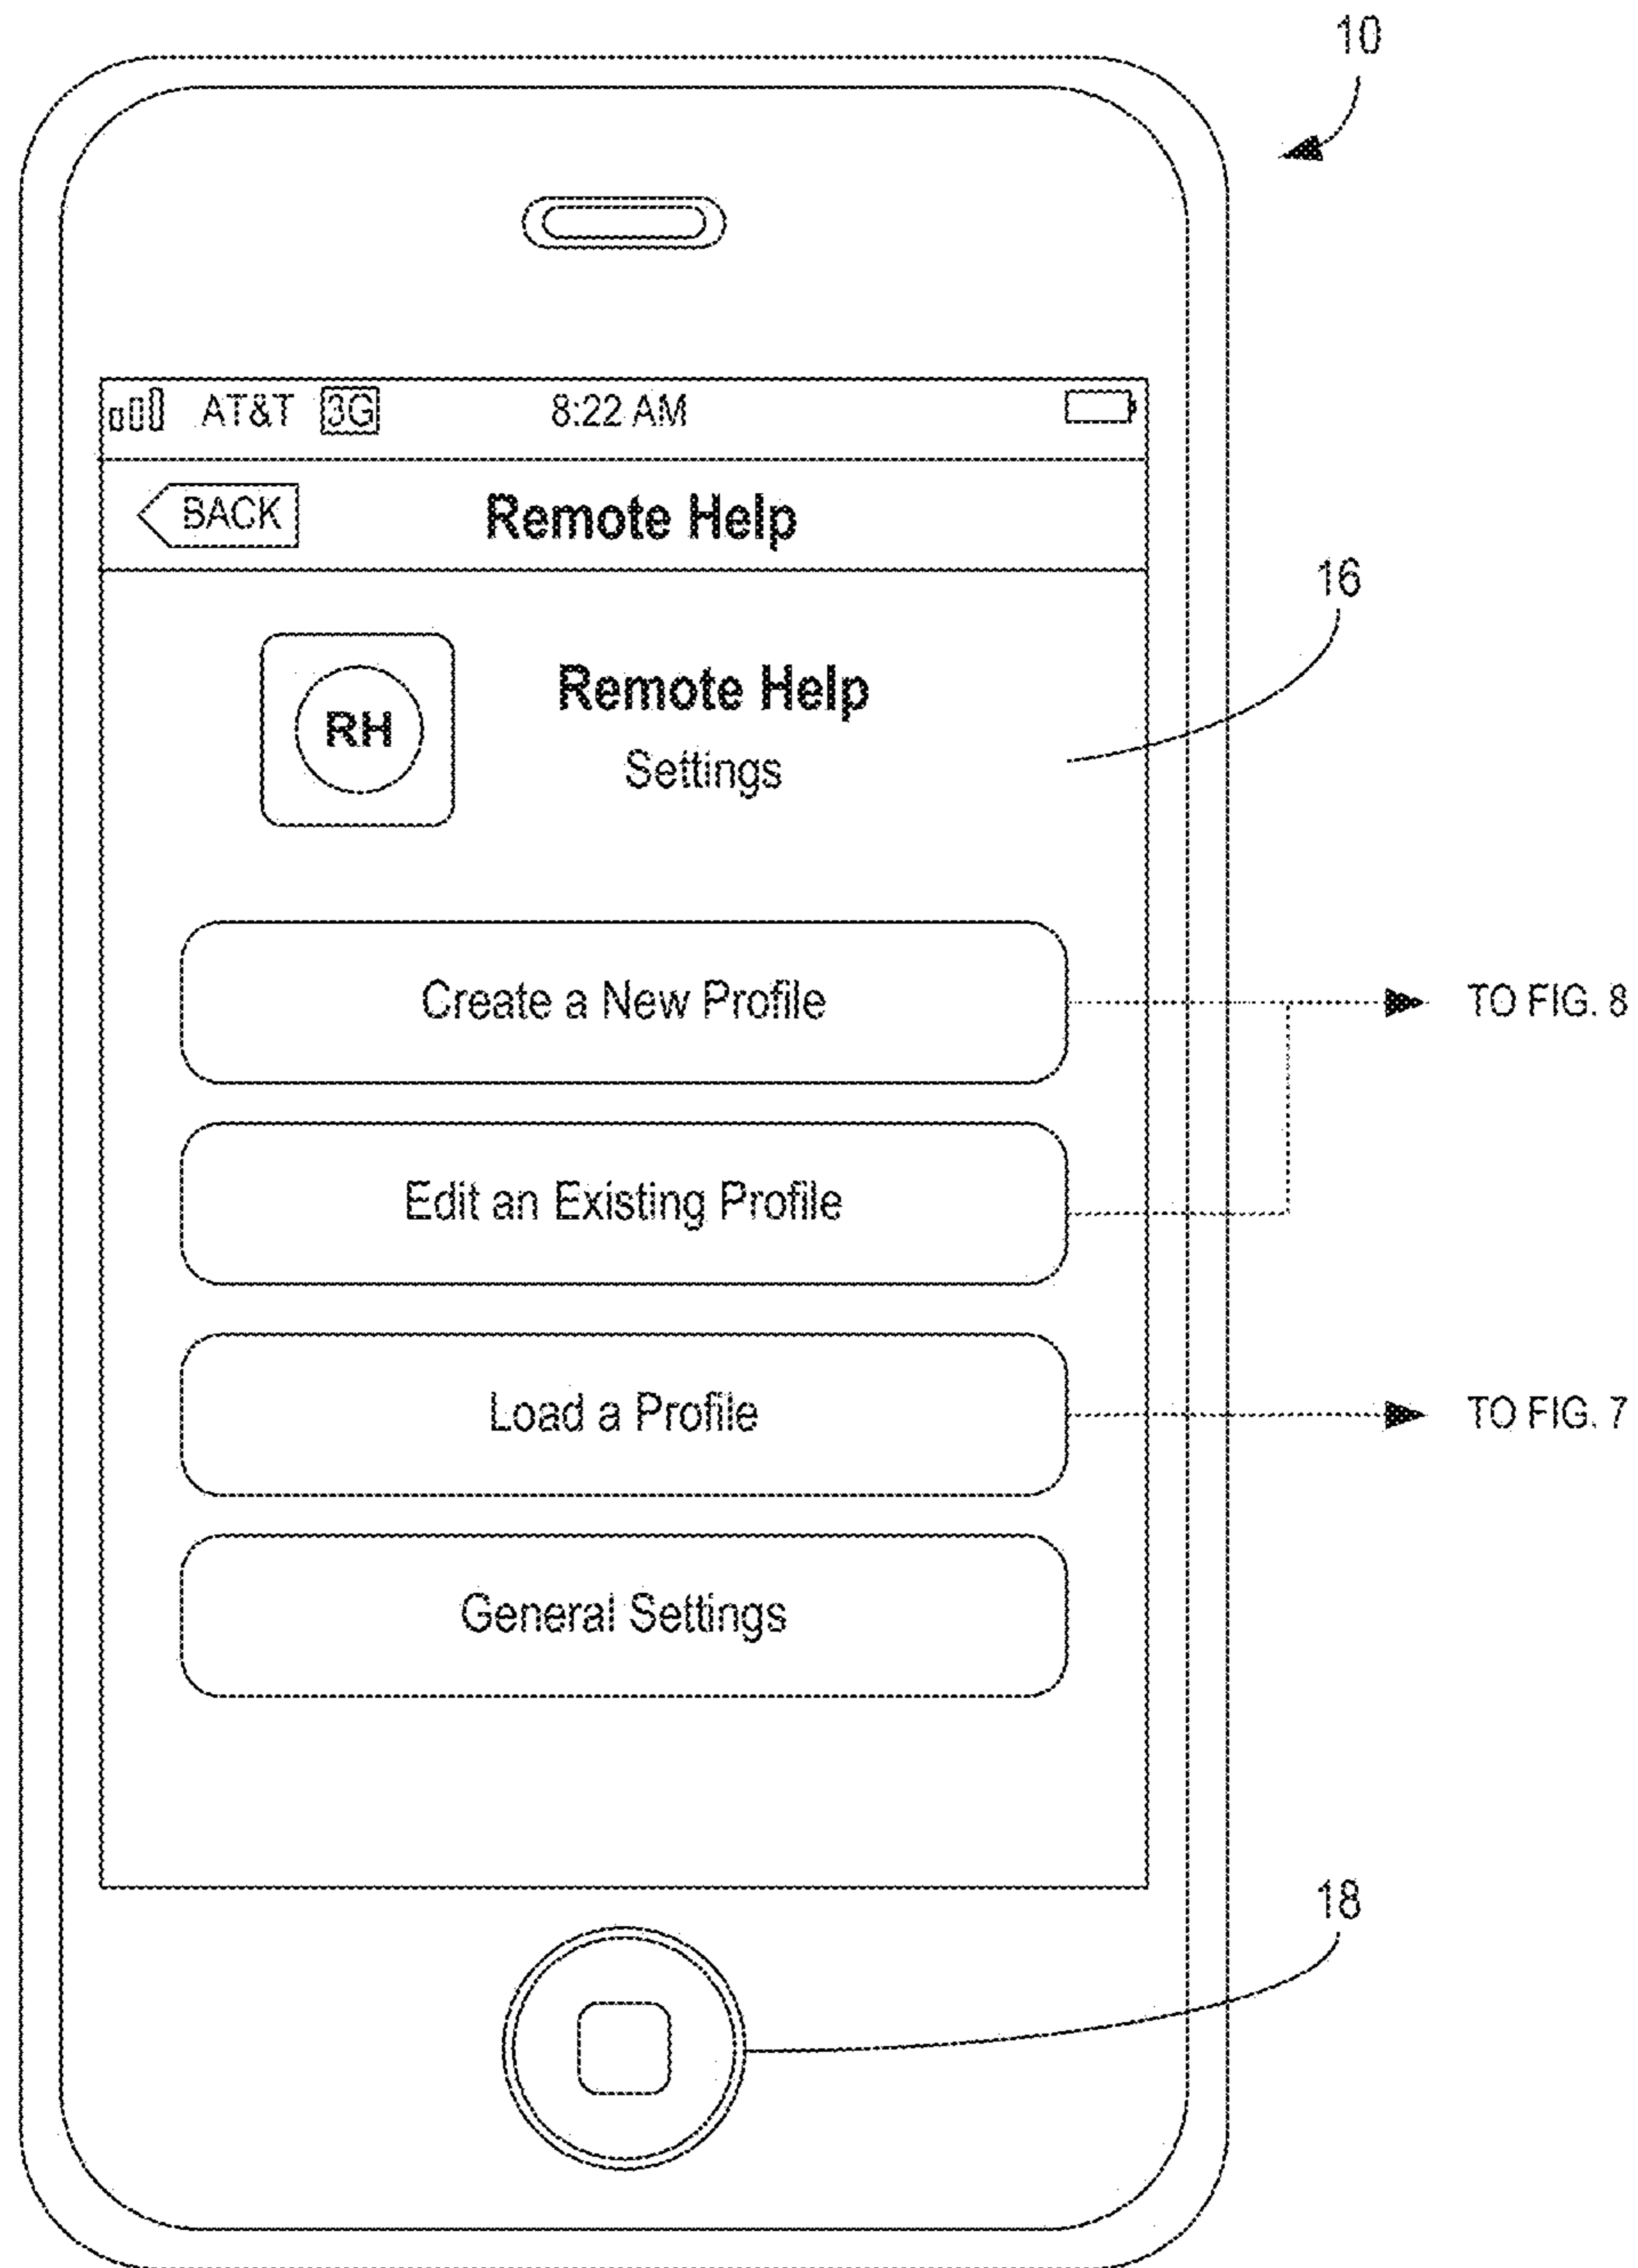 10
AT&T 3G 8:22 AM
BACK Remote Help
16
RH
Remote Help
Settings
Create a New Profile
TO FIG. 8
Edit an Existing Profile
Load a Profile
TO FIG. 7
General Settings
18